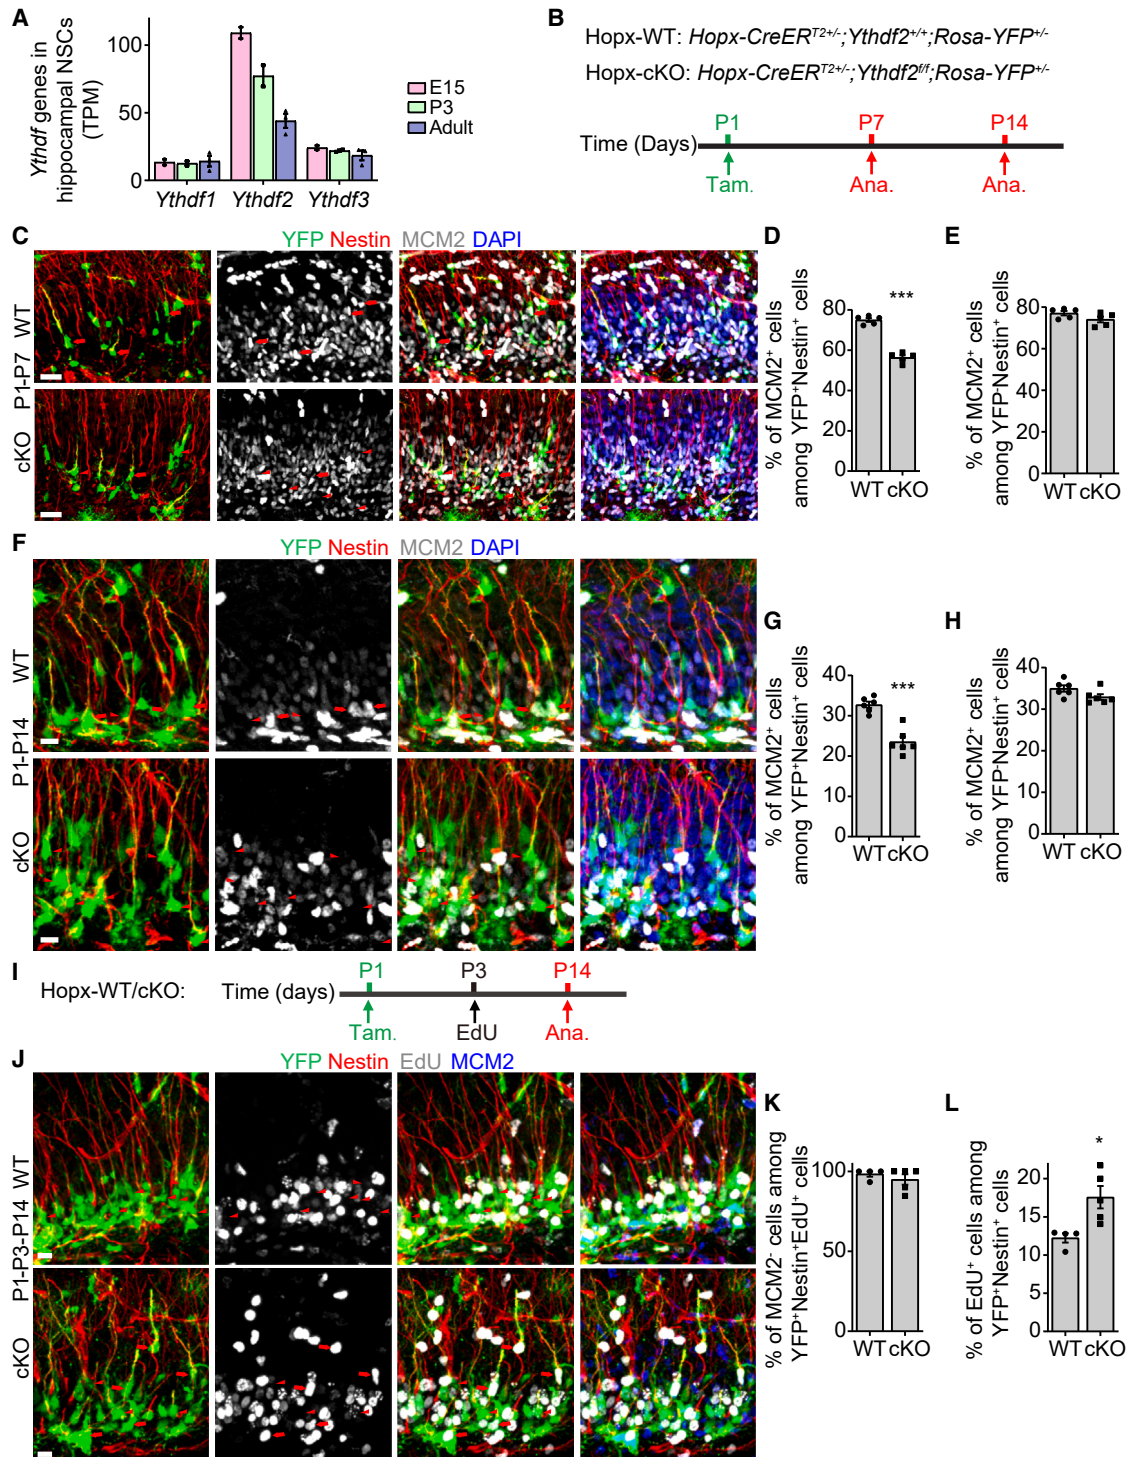 A
Ythdf genes in
hippocampal NSCs
(TPM)
100
50
0
Ythdf1 Ythdf2 Ythdf3
E15
P3
Adult
B
Hopx-WT: Hopx-CreER^T2+/-;Ythdf2^+/+;Rosa-YFP^+/-
Hopx-cKO: Hopx-CreER^T2+/-;Ythdf2^f/f;Rosa-YFP^+/-
P1 P7 P14
Time (Days)
Tam. Ana. Ana.
C
YFP Nestin MCM2 DAPI
P1-P7
WT
cKO
D
% of MCM2⁺ cells
among YFP⁺Nestin⁺ cells
80
60
40
20
0
***
WT cKO
E
% of MCM2⁺ cells
among YFP⁻Nestin⁺ cells
80
60
40
20
0
WT cKO
F
YFP Nestin MCM2 DAPI
P1-P14
WT
cKO
G
% of MCM2⁺ cells
among YFP⁺Nestin⁺ cells
40
30
20
10
0
***
WT cKO
H
% of MCM2⁺ cells
among YFP⁻Nestin⁺ cells
40
30
20
10
0
WT cKO
I
Hopx-WT/cKO:
P1 P3 P14
Time (days)
Tam. EdU Ana.
J
YFP Nestin EdU MCM2
P1-P3-P14
WT
cKO
K
% of MCM2⁻ cells among
YFP⁺Nestin⁺EdU⁺ cells
100
50
0
WT cKO
L
% of EdU⁺ cells among
YFP⁺Nestin⁺ cells
20
15
10
5
0
*
WT cKO